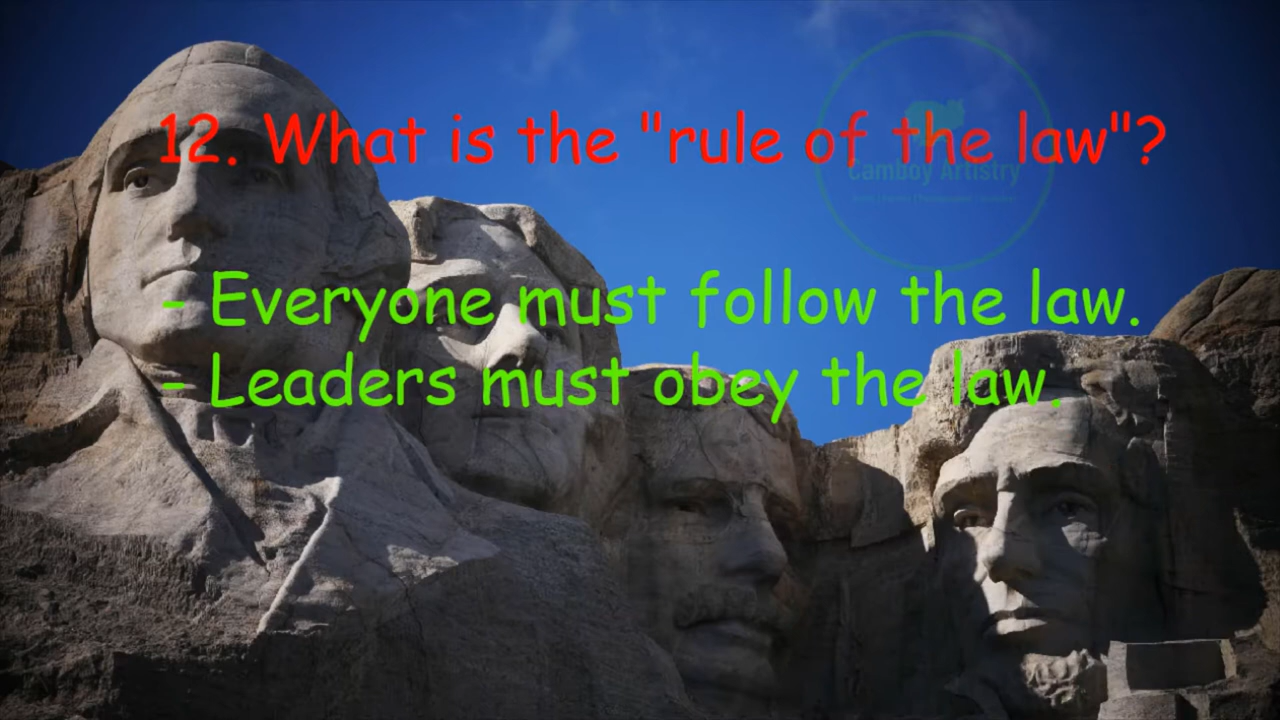 12. What is the "rule of the law"?
Camboy Artistry
- Everyone must follow the law.
- Leaders must obey the law.